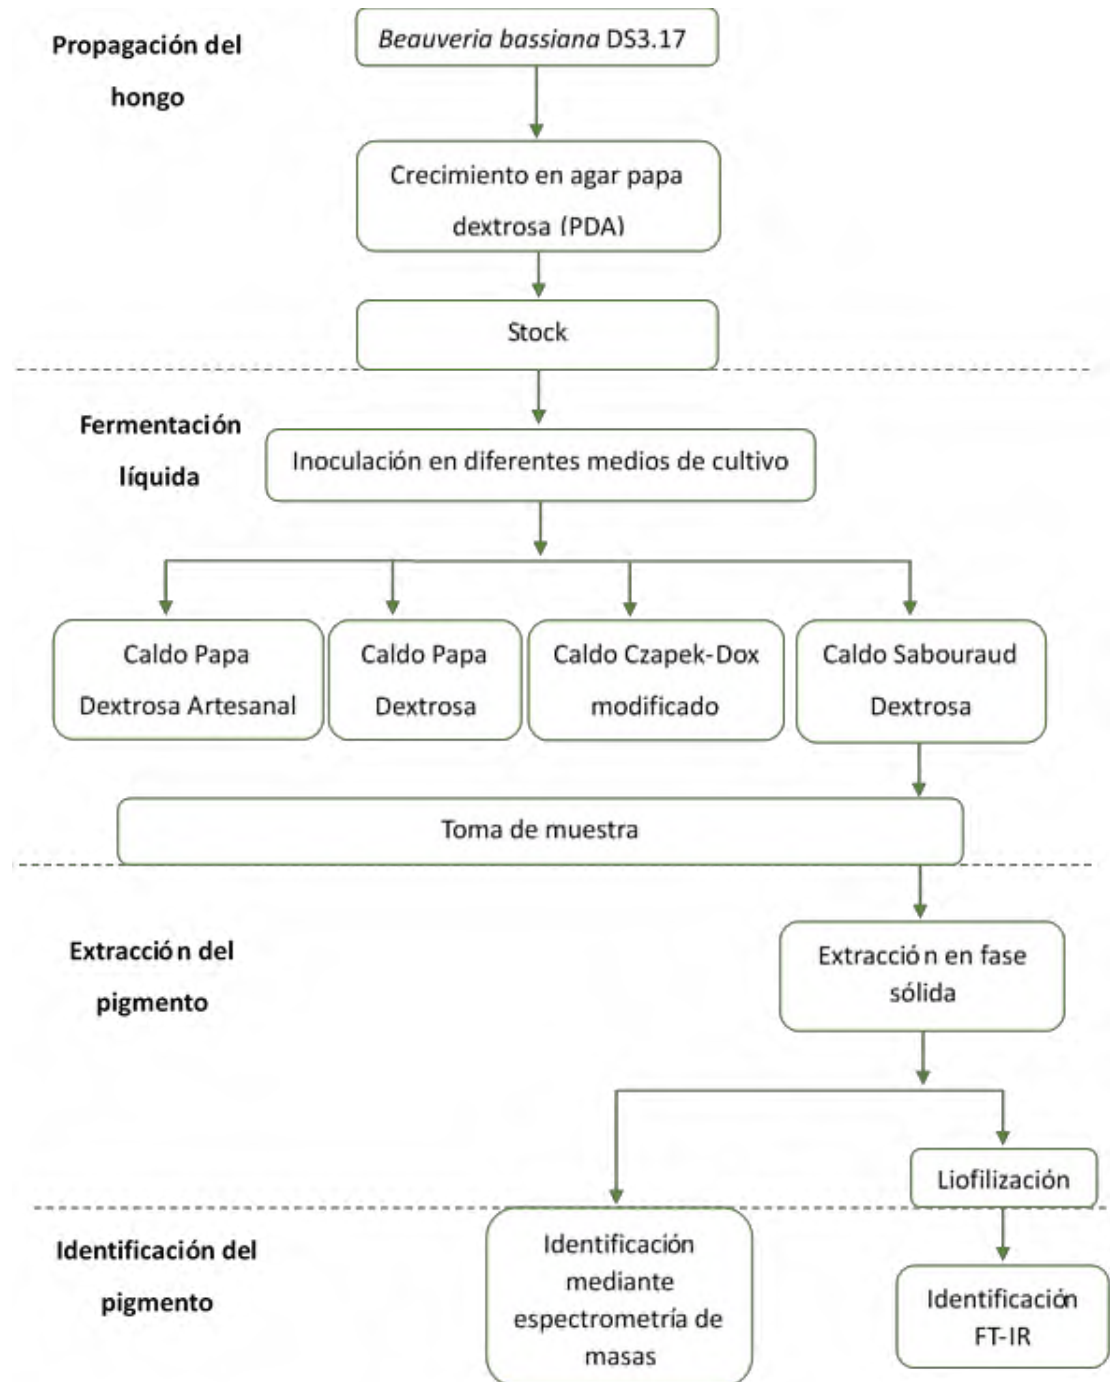 Propagación del
hongo
Beauveria bassiana DS3.17
Crecimiento en agar papa
dextrosa (PDA)
Stock
Fermentación
líquida
Inoculación en diferentes medios de cultivo
Caldo Papa
Dextrosa Artesanal
Caldo Papa
Dextrosa
Caldo Czapek-Dox
modificado
Caldo Sabouraud
Dextrosa
Toma de muestra
Extracción del
pigmento
Extracción en fase
sólida
Liofilización
Identificación del
pigmento
Identificación
mediante
espectrometría de
masas
Identificación
FT-IR